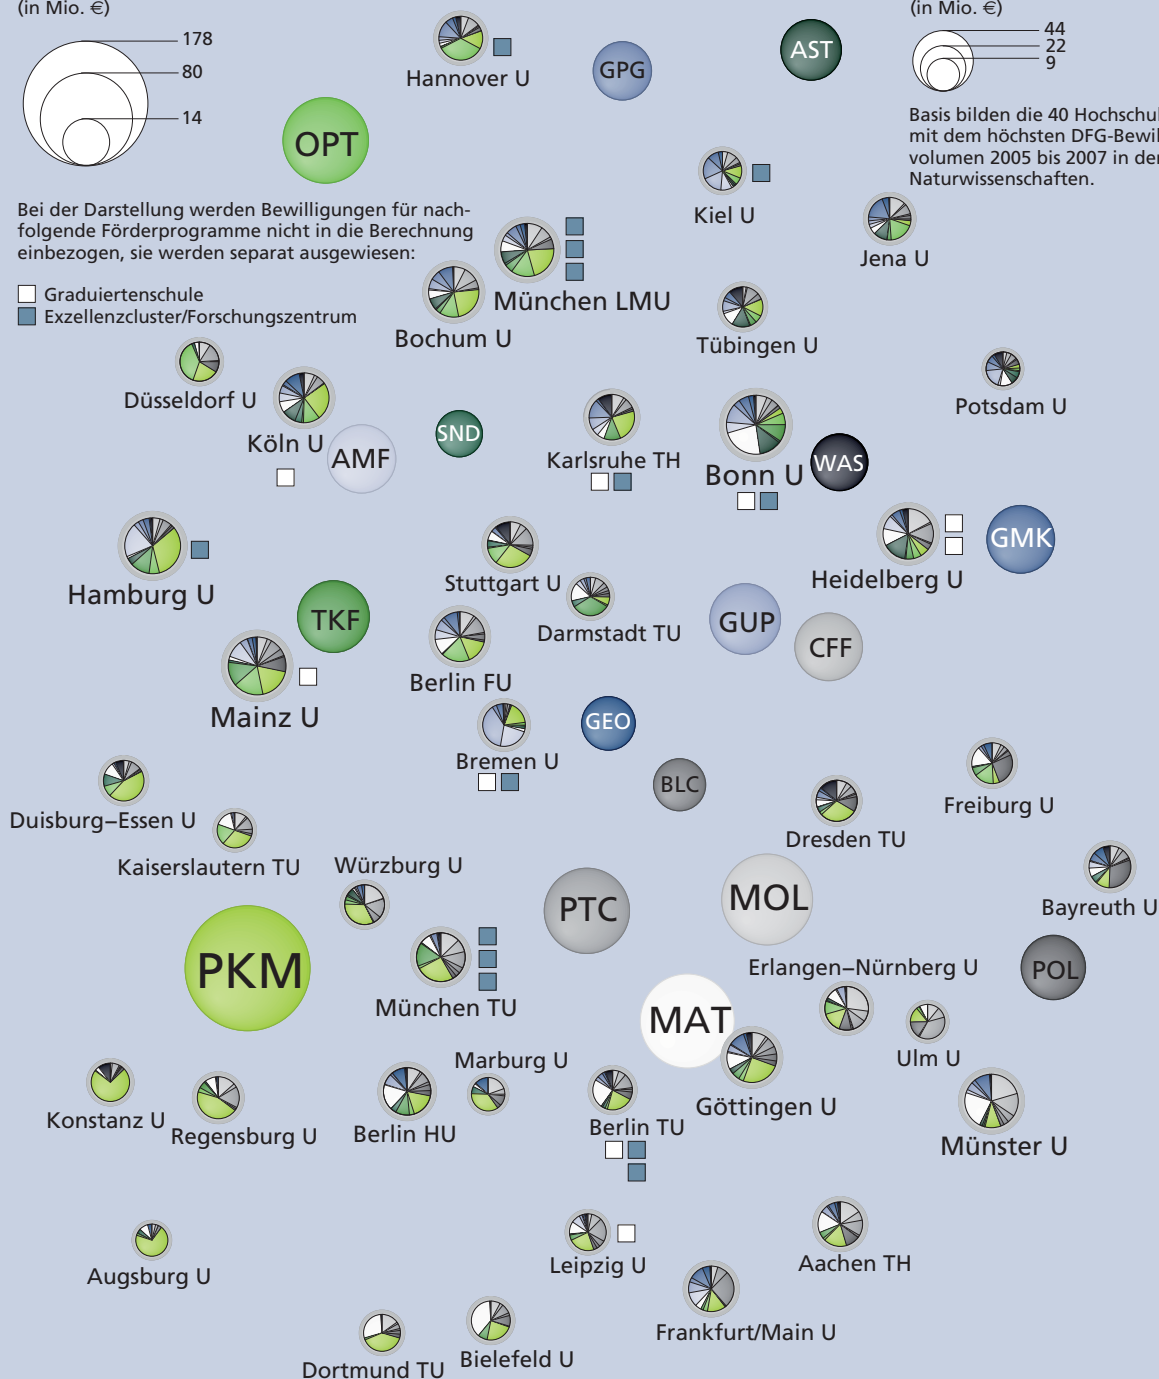 (in Mio. €)
178
80
14
(in Mio. €)
44
22
9
Basis bilden die 40 Hochschul
mit dem höchsten DFG-Bewil
volumen 2005 bis 2007 in der
Naturwissenschaften.
Bei der Darstellung werden Bewilligungen für nach-
folgende Förderprogramme nicht in die Berechnung
einbezogen, sie werden separat ausgewiesen:
Graduiertenschule
Exzellenzcluster/Forschungszentrum
Hannover U
GPG
AST
OPT
Kiel U
Jena U
München LMU
Bochum U
Tübingen U
Düsseldorf U
Potsdam U
Köln U
AMF
SND
Karlsruhe TH
Bonn U
WAS
Hamburg U
Stuttgart U
Heidelberg U
GMK
TKF
Darmstadt TU
GUP
CFF
Berlin FU
Mainz U
GEO
Bremen U
BLC
Freiburg U
Duisburg–Essen U
Dresden TU
Kaiserslautern TU
Würzburg U
PTC
MOL
Bayreuth U
PKM
München TU
Erlangen–Nürnberg U
POL
MAT
Ulm U
Marburg U
Konstanz U
Regensburg U
Berlin HU
Berlin TU
Göttingen U
Münster U
Augsburg U
Leipzig U
Aachen TH
Frankfurt/Main U
Dortmund TU
Bielefeld U